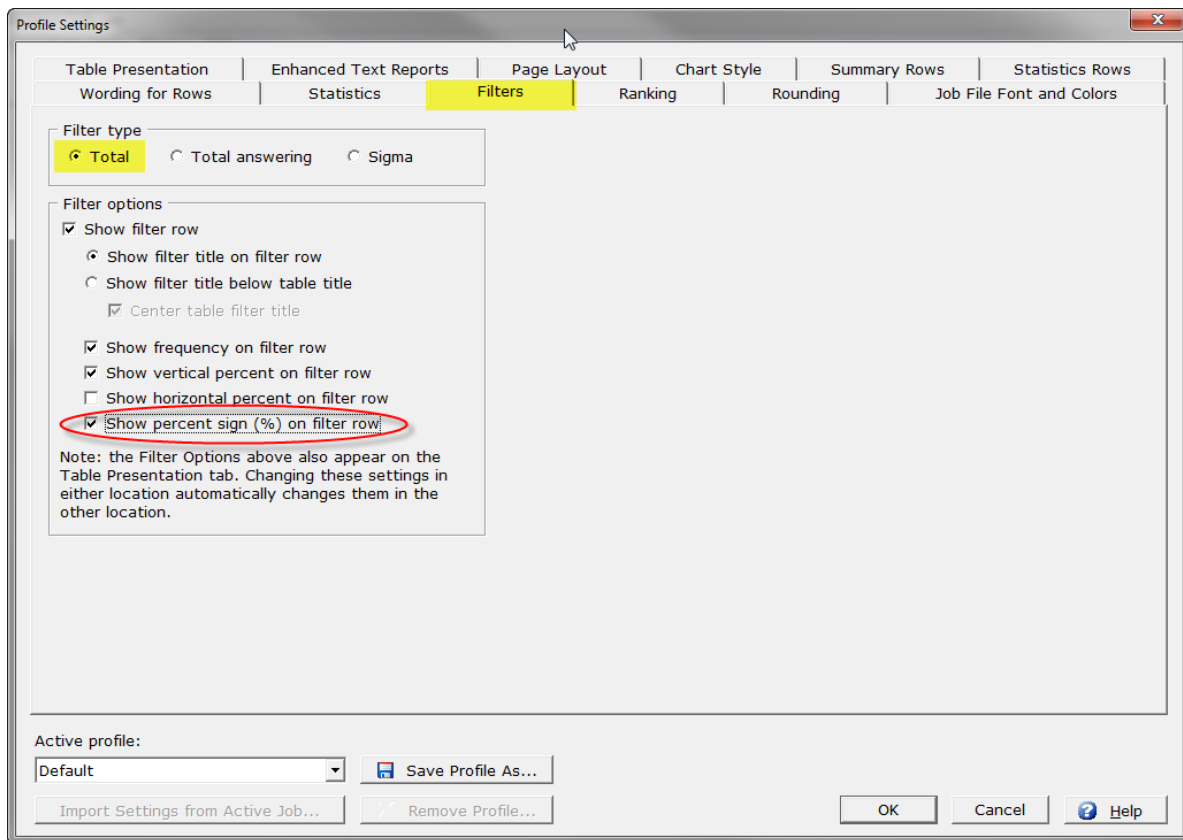 Profile Settings
Table Presentation Enhanced Text Reports Page Layout Chart Style Summary Rows Statistics Rows
Wording for Rows Statistics Filters Ranking Rounding Job File Font and Colors
Filter type
Total Total answering Sigma
Filter options
Show filter row
Show filter title on filter row
Show filter title below table title
Center table filter title
Show frequency on filter row
Show vertical percent on filter row
Show horizontal percent on filter row
Show percent sign (%) on filter row
Note: the Filter Options above also appear on the
Table Presentation tab. Changing these settings in
either location automatically changes them in the
other location.
Active profile:
Default Save Profile As...
Import Settings from Active Job... Remove Profile... OK Cancel Help